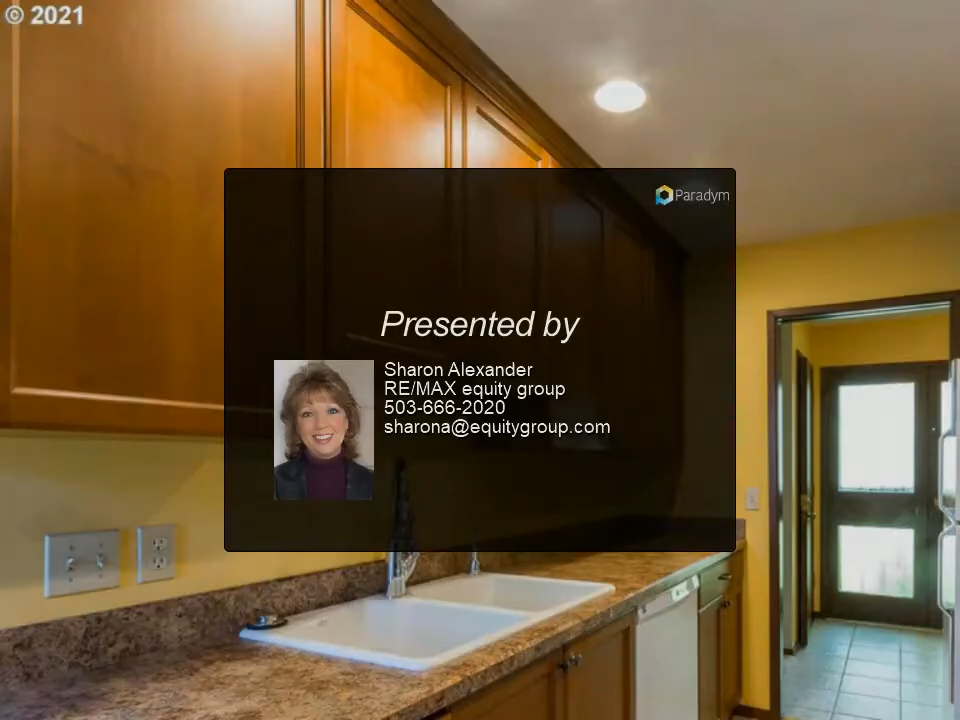 © 2021
Paradym
Presented by
Sharon Alexander
RE/MAX equity group
503-666-2020
sharona@equitygroup.com